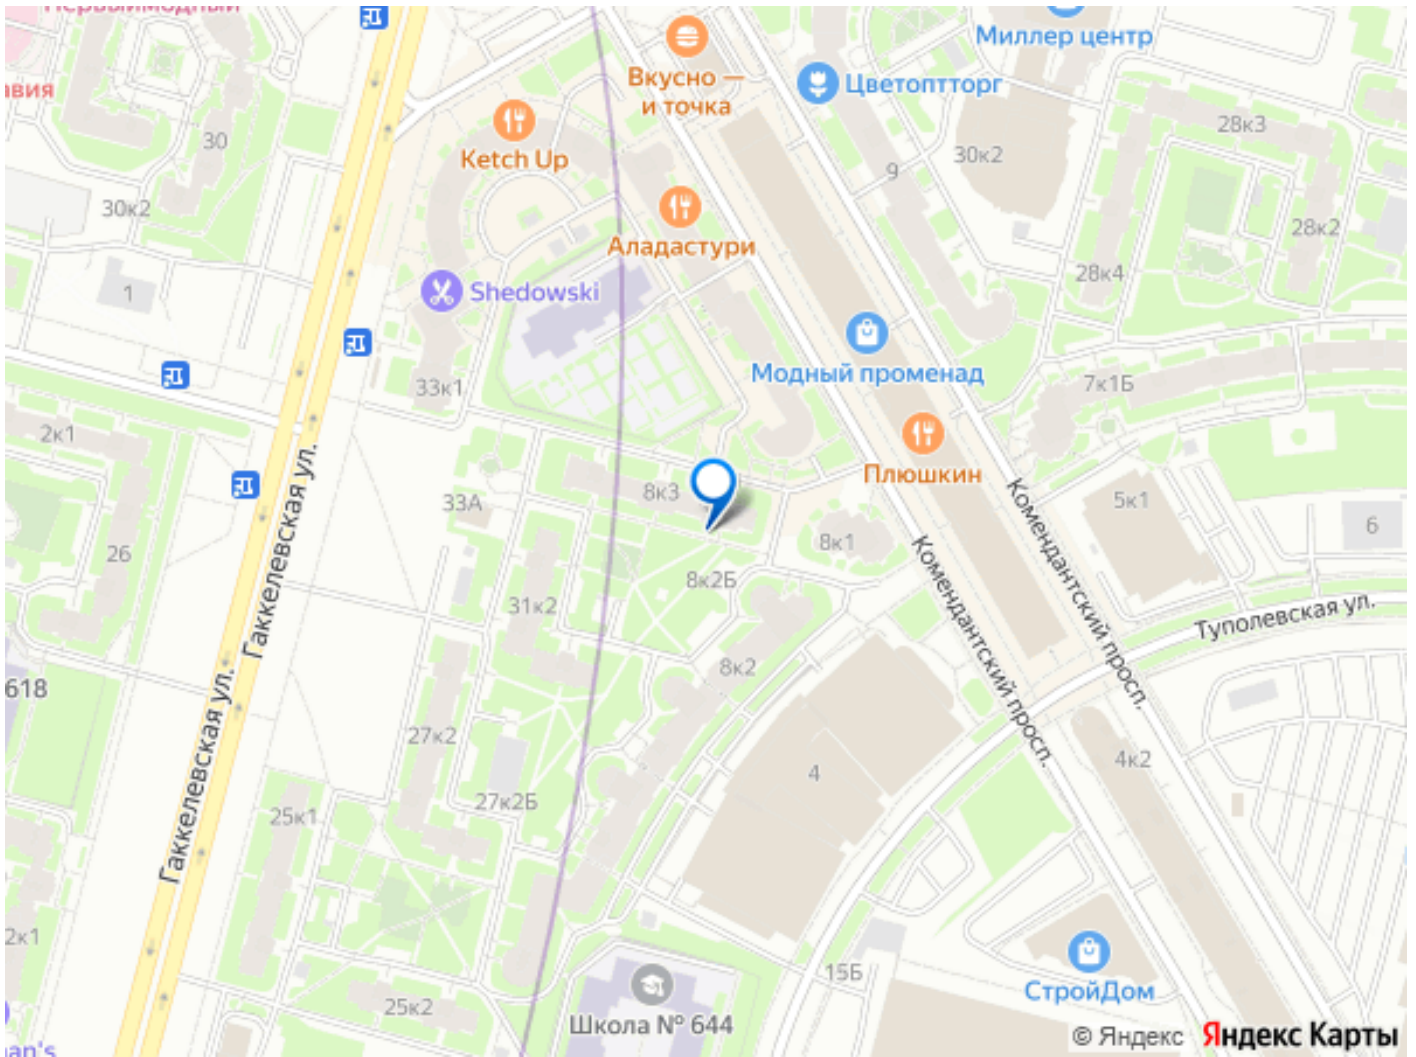 Первыймодный
авия
Миллер центр
Вкусно —
и точка
Цветоптторг
Ketch Up
30
28к3
30к2
9
30к2
28к2
Аладастури
28к4
1
Shedowski
Модный променад
33к1
7к1Б
2к1
Плюшкин
8к3
33А
5к1
6
26
8к1
Гаккелевская ул.
Комендантский просп.
Комендантский просп.
8к2Б
31к2
Туполевская ул.
618
8к2
27к2
4
4к2
Гаккелевская ул.
27к2Б
25к1
2к1
15Б
СтройДом
25к2
Школа № 644
© Яндекс Яндекс Карты
an's